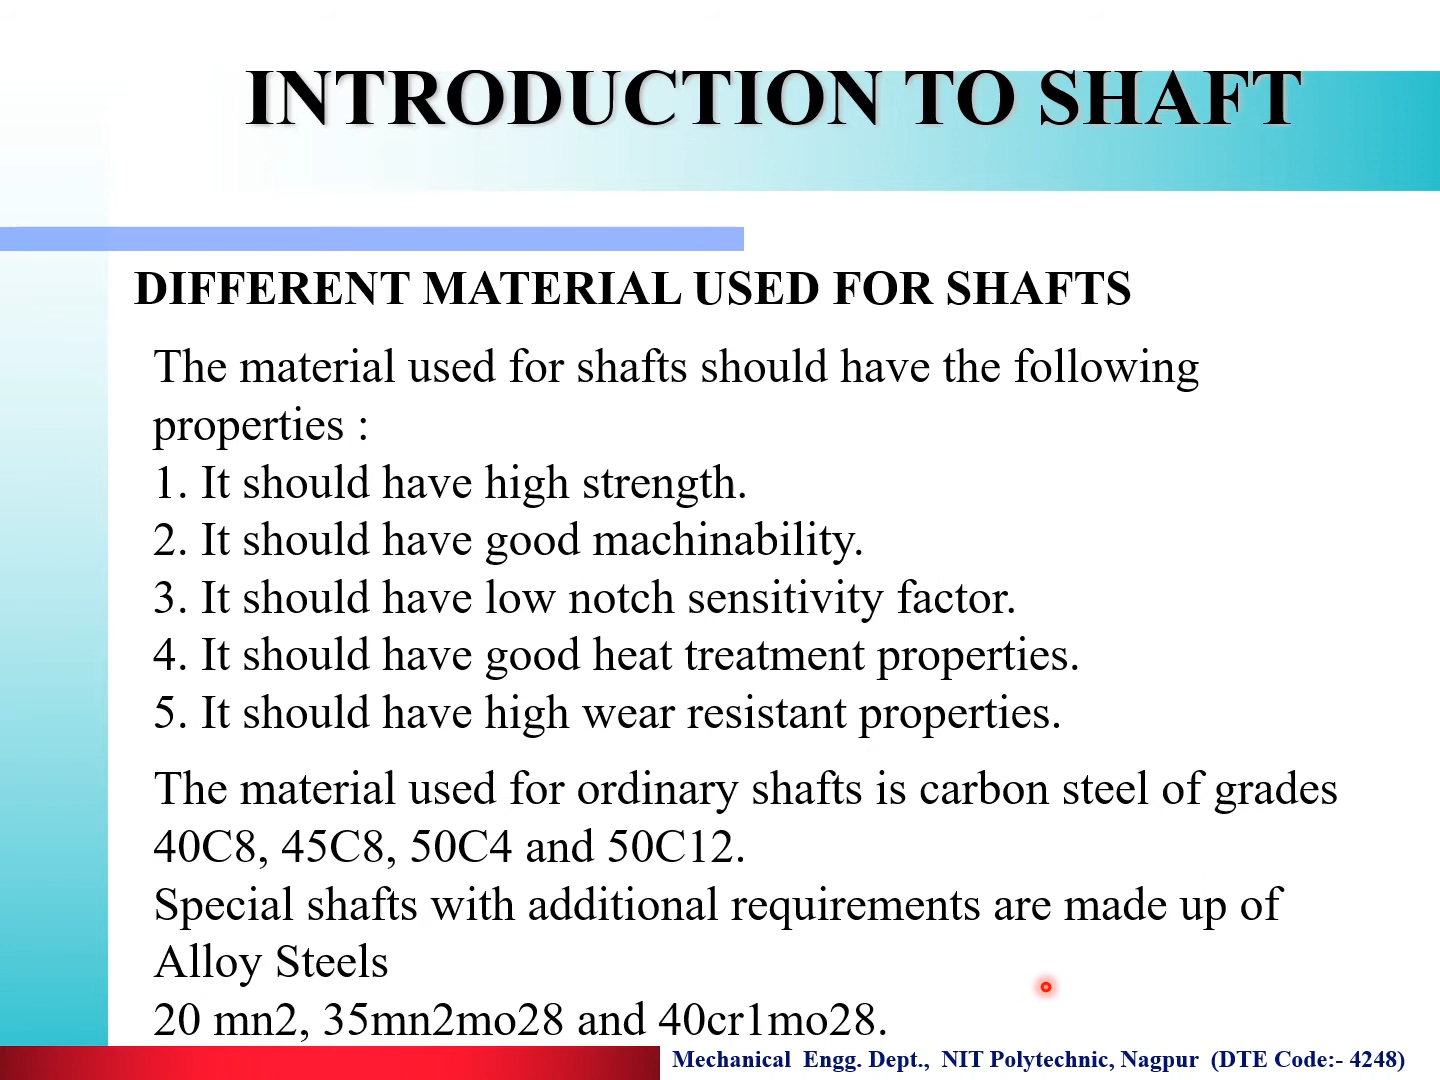 INTRODUCTION TO SHAFT
DIFFERENT MATERIAL USED FOR SHAFTS
The material used for shafts should have the following
properties :
1. It should have high strength.
2. It should have good machinability.
3. It should have low notch sensitivity factor.
4. It should have good heat treatment properties.
5. It should have high wear resistant properties.
The material used for ordinary shafts is carbon steel of grades
40C8, 45C8, 50C4 and 50C12.
Special shafts with additional requirements are made up of
Alloy Steels
20 mn2, 35mn2mo28 and 40cr1mo28.
Mechanical Engg. Dept., NIT Polytechnic, Nagpur (DTE Code:- 4248)